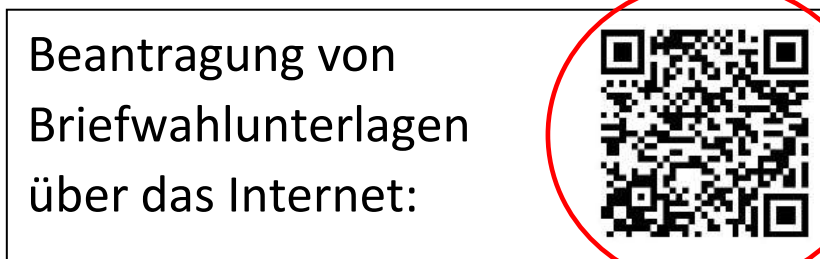 Beantragung von
Briefwahlunterlagen
über das Internet: